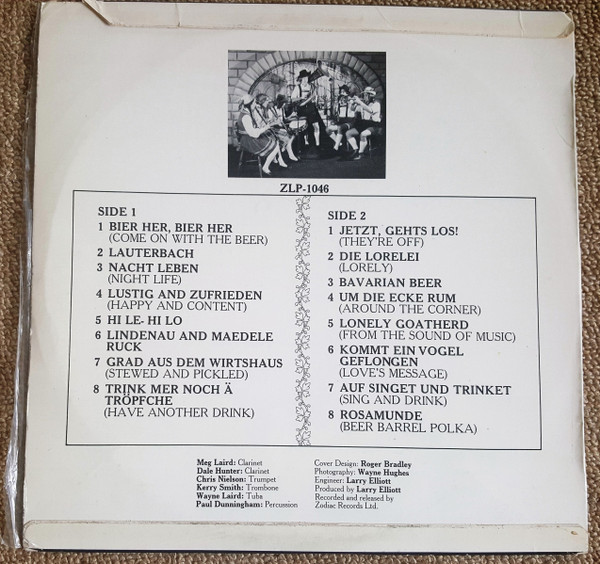 ZLP-1046
SIDE 1
1 BIER HER, BIER HER
(COME ON WITH THE BEER)
2 LAUTERBACH
3 NACHT LEBEN
(NIGHT LIFE)
4 LUSTIG AND ZUFRIEDEN
(HAPPY AND CONTENT)
5 HI LE- HI LO
6 LINDENAU AND MAEDELE
RUCK
7 GRAD AUS DEM WIRTSHAUS
(STEWED AND PICKLED)
8 TRINK MER NOCH Ä
TRÖPFCHE
(HAVE ANOTHER DRINK)
SIDE 2
1 JETZT, GEHTS LOS!
(THEY'RE OFF)
2 DIE LORELEI
(LORELY)
3 BAVARIAN BEER
4 UM DIE ECKE RUM
(AROUND THE CORNER)
5 LONELY GOATHERD
(FROM THE SOUND OF MUSIC)
6 KOMMT EIN VOGEL
GEFLONGEN
(LOVE'S MESSAGE)
7 AUF SINGET UND TRINKET
(SING AND DRINK)
8 ROSAMUNDE
(BEER BARREL POLKA)
Meg Laird: Clarinet
Dale Hunter: Clarinet
Chris Nielson: Trumpet
Kerry Smith: Trombone
Wayne Laird: Tuba
Paul Dunningham: Percussion
Cover Design: Roger Bradley
Photography: Wayne Hughes
Engineer: Larry Elliott
Produced by Larry Elliott
Recorded and released by
Zodiac Records Ltd.